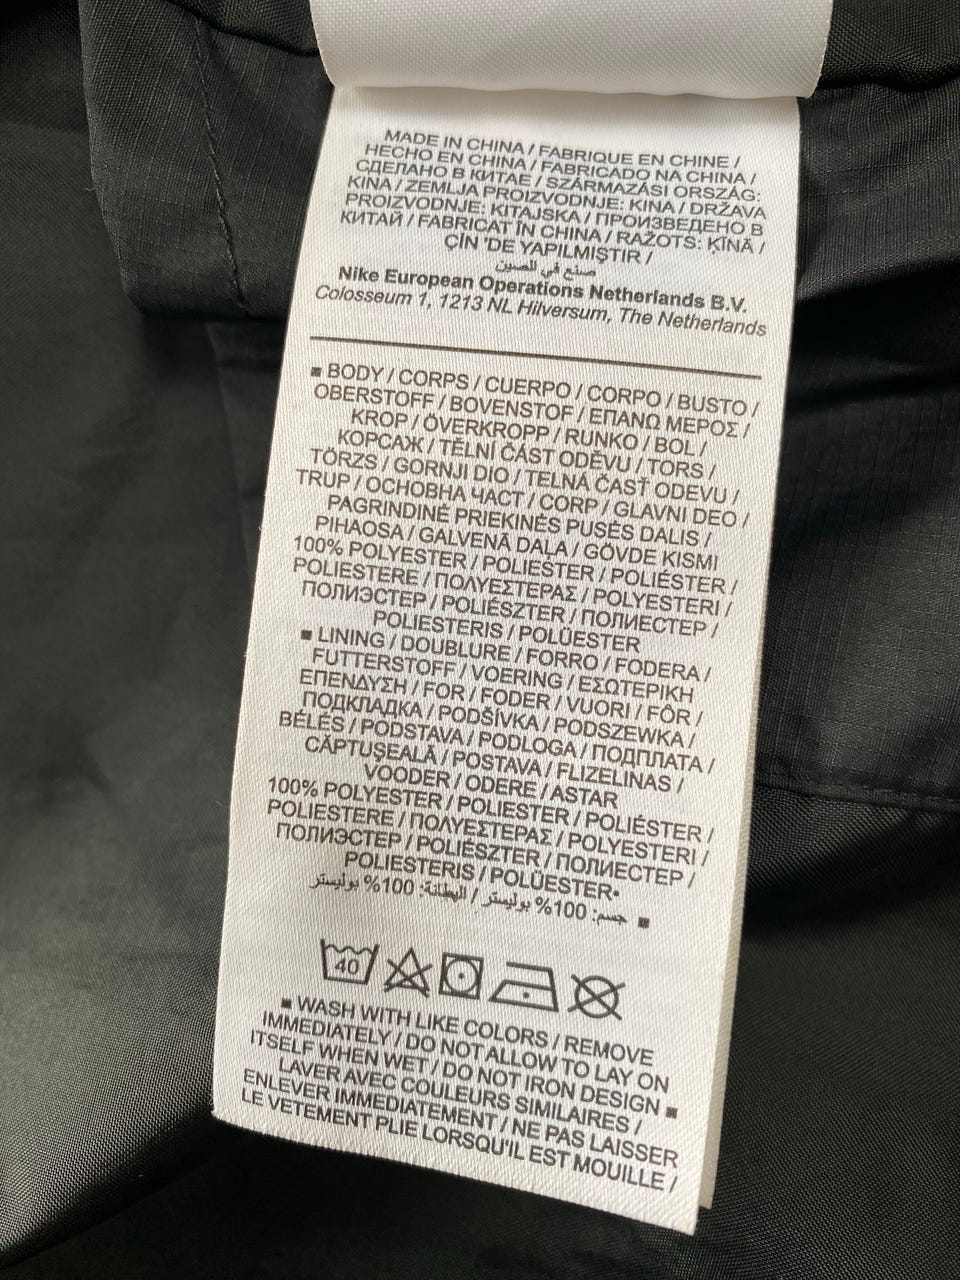 MADE IN CHINA / FABRIQUE EN CHINE /
HECHO EN CHINA / FABRICADO NA CHINA /
СДЕЛАНО В КИТАЕ / SZÁRMAZÁSI ORSZÁG:
KINA / ZEMLJA PROIZVODNJE: KINA / DRŽAVA
PROIZVODNJE: KITAJSKA / ПРОИЗВЕДЕНО В
КИТАЙ / FABRICAT ÎN CHINA / RAŽOTS: ĶĪNĀ /
ÇİN 'DE YAPILMIŞTIR /
صنع في الصين
Nike European Operations Netherlands B.V.
Colosseum 1, 1213 NL Hilversum, The Netherlands
■ BODY / CORPS / CUERPO / CORPO / BUSTO /
OBERSTOFF / BOVENSTOF / ΕΠΑΝΩ ΜΕΡΟΣ /
KROP / ÖVERKROPP / RUNKO / BOL /
КОРСАЖ / TĚLNÍ ČÁST ODĚVU / TORS /
TÖRZS / GORNJI DIO / TELNÁ ČASŤ ODEVU /
TRUP / ОСНОВНА ЧАСТ / CORP / GLAVNI DEO /
PAGRINDINĖ PRIEKINĖS PUSĖS DALIS /
PIHAOSA / GALVENĀ DAĻA / GÖVDE KISMI
100% POLYESTER / POLIESTER / POLIÉSTER /
POLIESTERE / ΠΟΛΥΕΣΤΕΡΑΣ / POLYESTERI /
ПОЛИЭСТЕР / POLIÉSZTER / ПОЛИЕСТЕР /
POLIESTERIS / POLÜESTER
■ LINING / DOUBLURE / FORRO / FODERA /
FUTTERSTOFF / VOERING / ΕΣΩΤΕΡΙΚΗ
ΕΠΕΝΔΥΣΗ / FOR / FODER / VUORI / FÔR /
ПОДКЛАДКА / PODŠÍVKA / PODSZEWKA /
BÉLÉS / PODSTAVA / PODLOGA / ПОДПЛАТА /
CĂPTUȘEALĂ / POSTAVA / FLIZELINAS /
VOODER / ODERE / ASTAR
100% POLYESTER / POLIESTER / POLIÉSTER /
POLIESTERE / ΠΟΛΥΕΣΤΕΡΑΣ / POLYESTERI /
ПОЛИЭСТЕР / POLIÉSZTER / ПОЛИЕСТЕР /
POLIESTERIS / POLÜESTER•
■ جسم: 100% بوليستر / البطانة: 100% بوليستر
40
■ WASH WITH LIKE COLORS / REMOVE
IMMEDIATELY / DO NOT ALLOW TO LAY ON
ITSELF WHEN WET / DO NOT IRON DESIGN ■
LAVER AVEC COULEURS SIMILAIRES /
ENLEVER IMMEDIATEMENT / NE PAS LAISSER
LE VETEMENT PLIE LORSQU'IL EST MOUILLE /